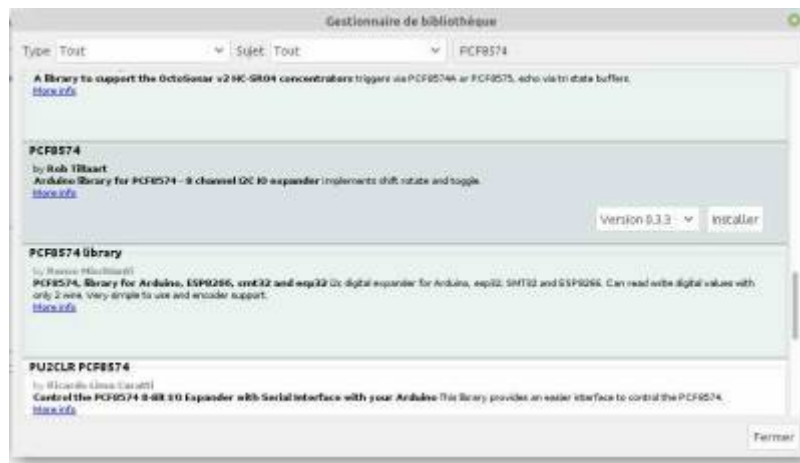 Gestionnaire de bibliothèque
Type Tout Sujet Tout PCF8574
A library to support the OctoSonar v2 HC-SR04 concentrators triggers via PCF8574A or PCF8575, echo via tri state buffers.
More info
PCF8574
by Rob Tillaart
Arduino library for PCF8574 - 8 channel I2C IO expander Implements shift rotate and toggle.
More info
Version 0.3.3 Installer
PCF8574 library
by Renzo Mischianti
PCF8574, library for Arduino, ESP8266, smt32 and esp32 i2c digital expander for Arduino, esp32, SMT32 and ESP8266. Can read write digital values with
only 2 wire. Very simple to use and encoder support.
More info
PU2CLR PCF8574
by Ricardo Lima Caratti
Control the PCF8574 8-Bit I/O Expander with Serial Interface with your Arduino This library provides an easier interface to control the PCF8574.
More info
Fermer